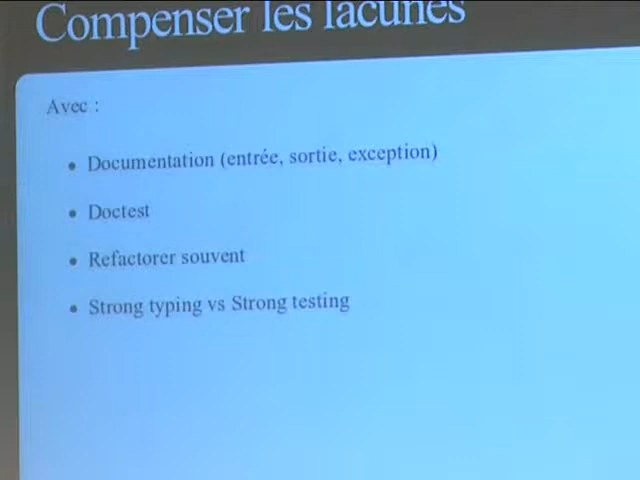 Compenser les lacunes
Avec :
Documentation (entrée, sortie, exception)
Doctest
Refactorer souvent
Strong typing vs Strong testing